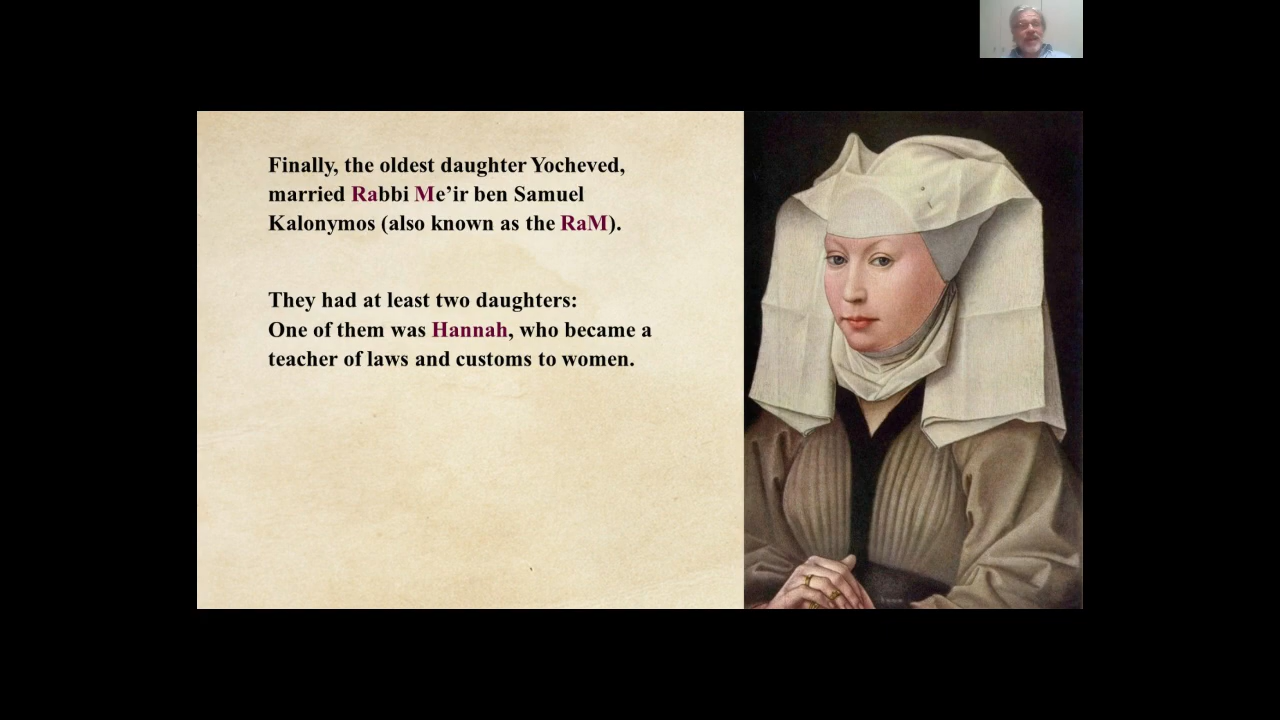 Finally, the oldest daughter Yocheved,
married Rabbi Me’ir ben Samuel
Kalonymos (also known as the RaM).
They had at least two daughters:
One of them was Hannah, who became a
teacher of laws and customs to women.